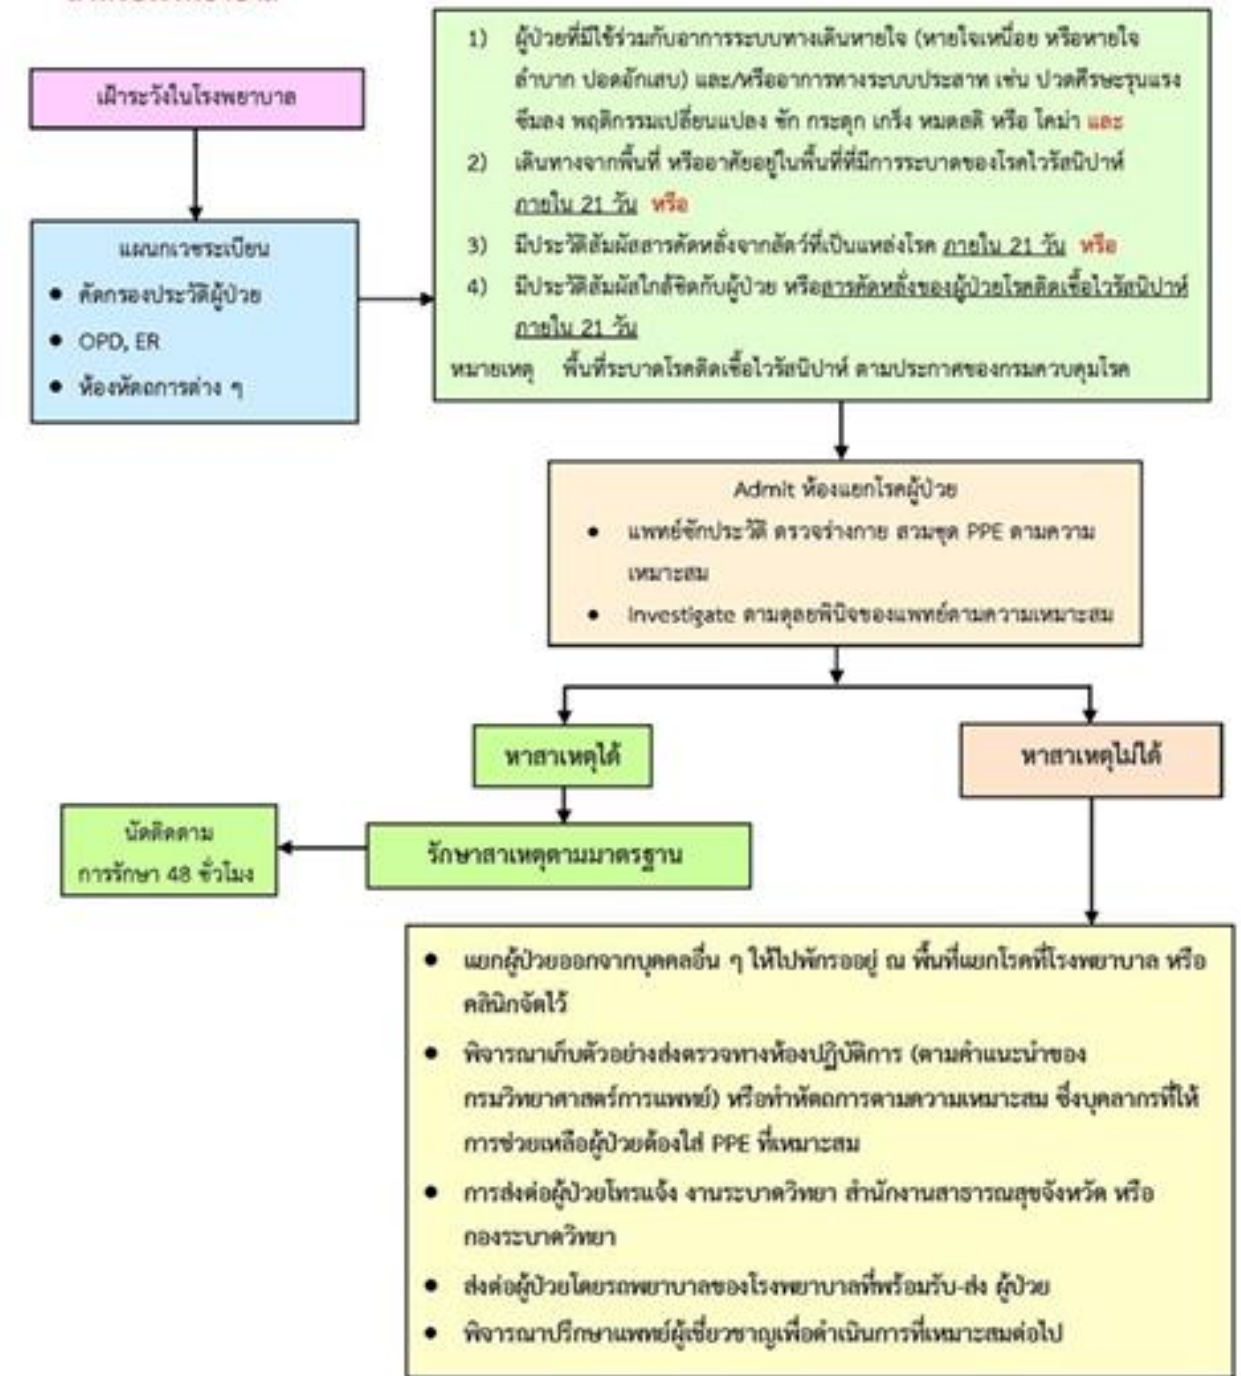 เฝ้าระวังในโรงพยาบาล
แผนกเวชระเบียน
● คัดกรองประวัติผู้ป่วย
● OPD, ER
● ห้องหัตถการต่าง ๆ
1) ผู้ป่วยที่มีไข้ร่วมกับอาการระบบทางเดินหายใจ (หายใจเหนื่อย หรือหายใจ
ลำบาก ปอดอักเสบ) และ/หรืออาการทางระบบประสาท เช่น ปวดศีรษะรุนแรง
ซึมลง พฤติกรรมเปลี่ยนแปลง ชัก กระตุก เกร็ง หมดสติ หรือ โคม่า และ
2) เดินทางจากพื้นที่ หรืออาศัยอยู่ในพื้นที่ที่มีการระบาดของโรคไวรัสนิปาห์
ภายใน 21 วัน หรือ
3) มีประวัติสัมผัสสารคัดหลั่งจากสัตว์ที่เป็นแหล่งโรค ภายใน 21 วัน หรือ
4) มีประวัติสัมผัสใกล้ชิดกับผู้ป่วย หรือสารคัดหลั่งของผู้ป่วยโรคติดเชื้อไวรัสนิปาห์
ภายใน 21 วัน
หมายเหตุ พื้นที่ระบาดโรคติดเชื้อไวรัสนิปาห์ ตามประกาศของกรมควบคุมโรค
Admit ห้องแยกโรคผู้ป่วย
● แพทย์ซักประวัติ ตรวจร่างกาย สวมชุด PPE ตามความ
เหมาะสม
● Investigate ตามดุลยพินิจของแพทย์ตามความเหมาะสม
หาสาเหตุได้
หาสาเหตุไม่ได้
รักษาสาเหตุตามมาตรฐาน
นัดติดตาม
การรักษา 48 ชั่วโมง
● แยกผู้ป่วยออกจากบุคคลอื่น ๆ ให้ไปพักรออยู่ ณ พื้นที่แยกโรคที่โรงพยาบาล หรือ
คลินิกจัดไว้
● พิจารณาเก็บตัวอย่างส่งตรวจทางห้องปฏิบัติการ (ตามคำแนะนำของ
กรมวิทยาศาสตร์การแพทย์) หรือทำหัตถการตามความเหมาะสม ซึ่งบุคลากรที่ให้
การช่วยเหลือผู้ป่วยต้องใส่ PPE ที่เหมาะสม
● การส่งต่อผู้ป่วยโทรแจ้ง งานระบาดวิทยา สำนักงานสาธารณสุขจังหวัด หรือ
กองระบาดวิทยา
● ส่งต่อผู้ป่วยโดยรถพยาบาลของโรงพยาบาลที่พร้อมรับ-ส่ง ผู้ป่วย
● พิจารณาปรึกษาแพทย์ผู้เชี่ยวชาญเพื่อดำเนินการที่เหมาะสมต่อไป